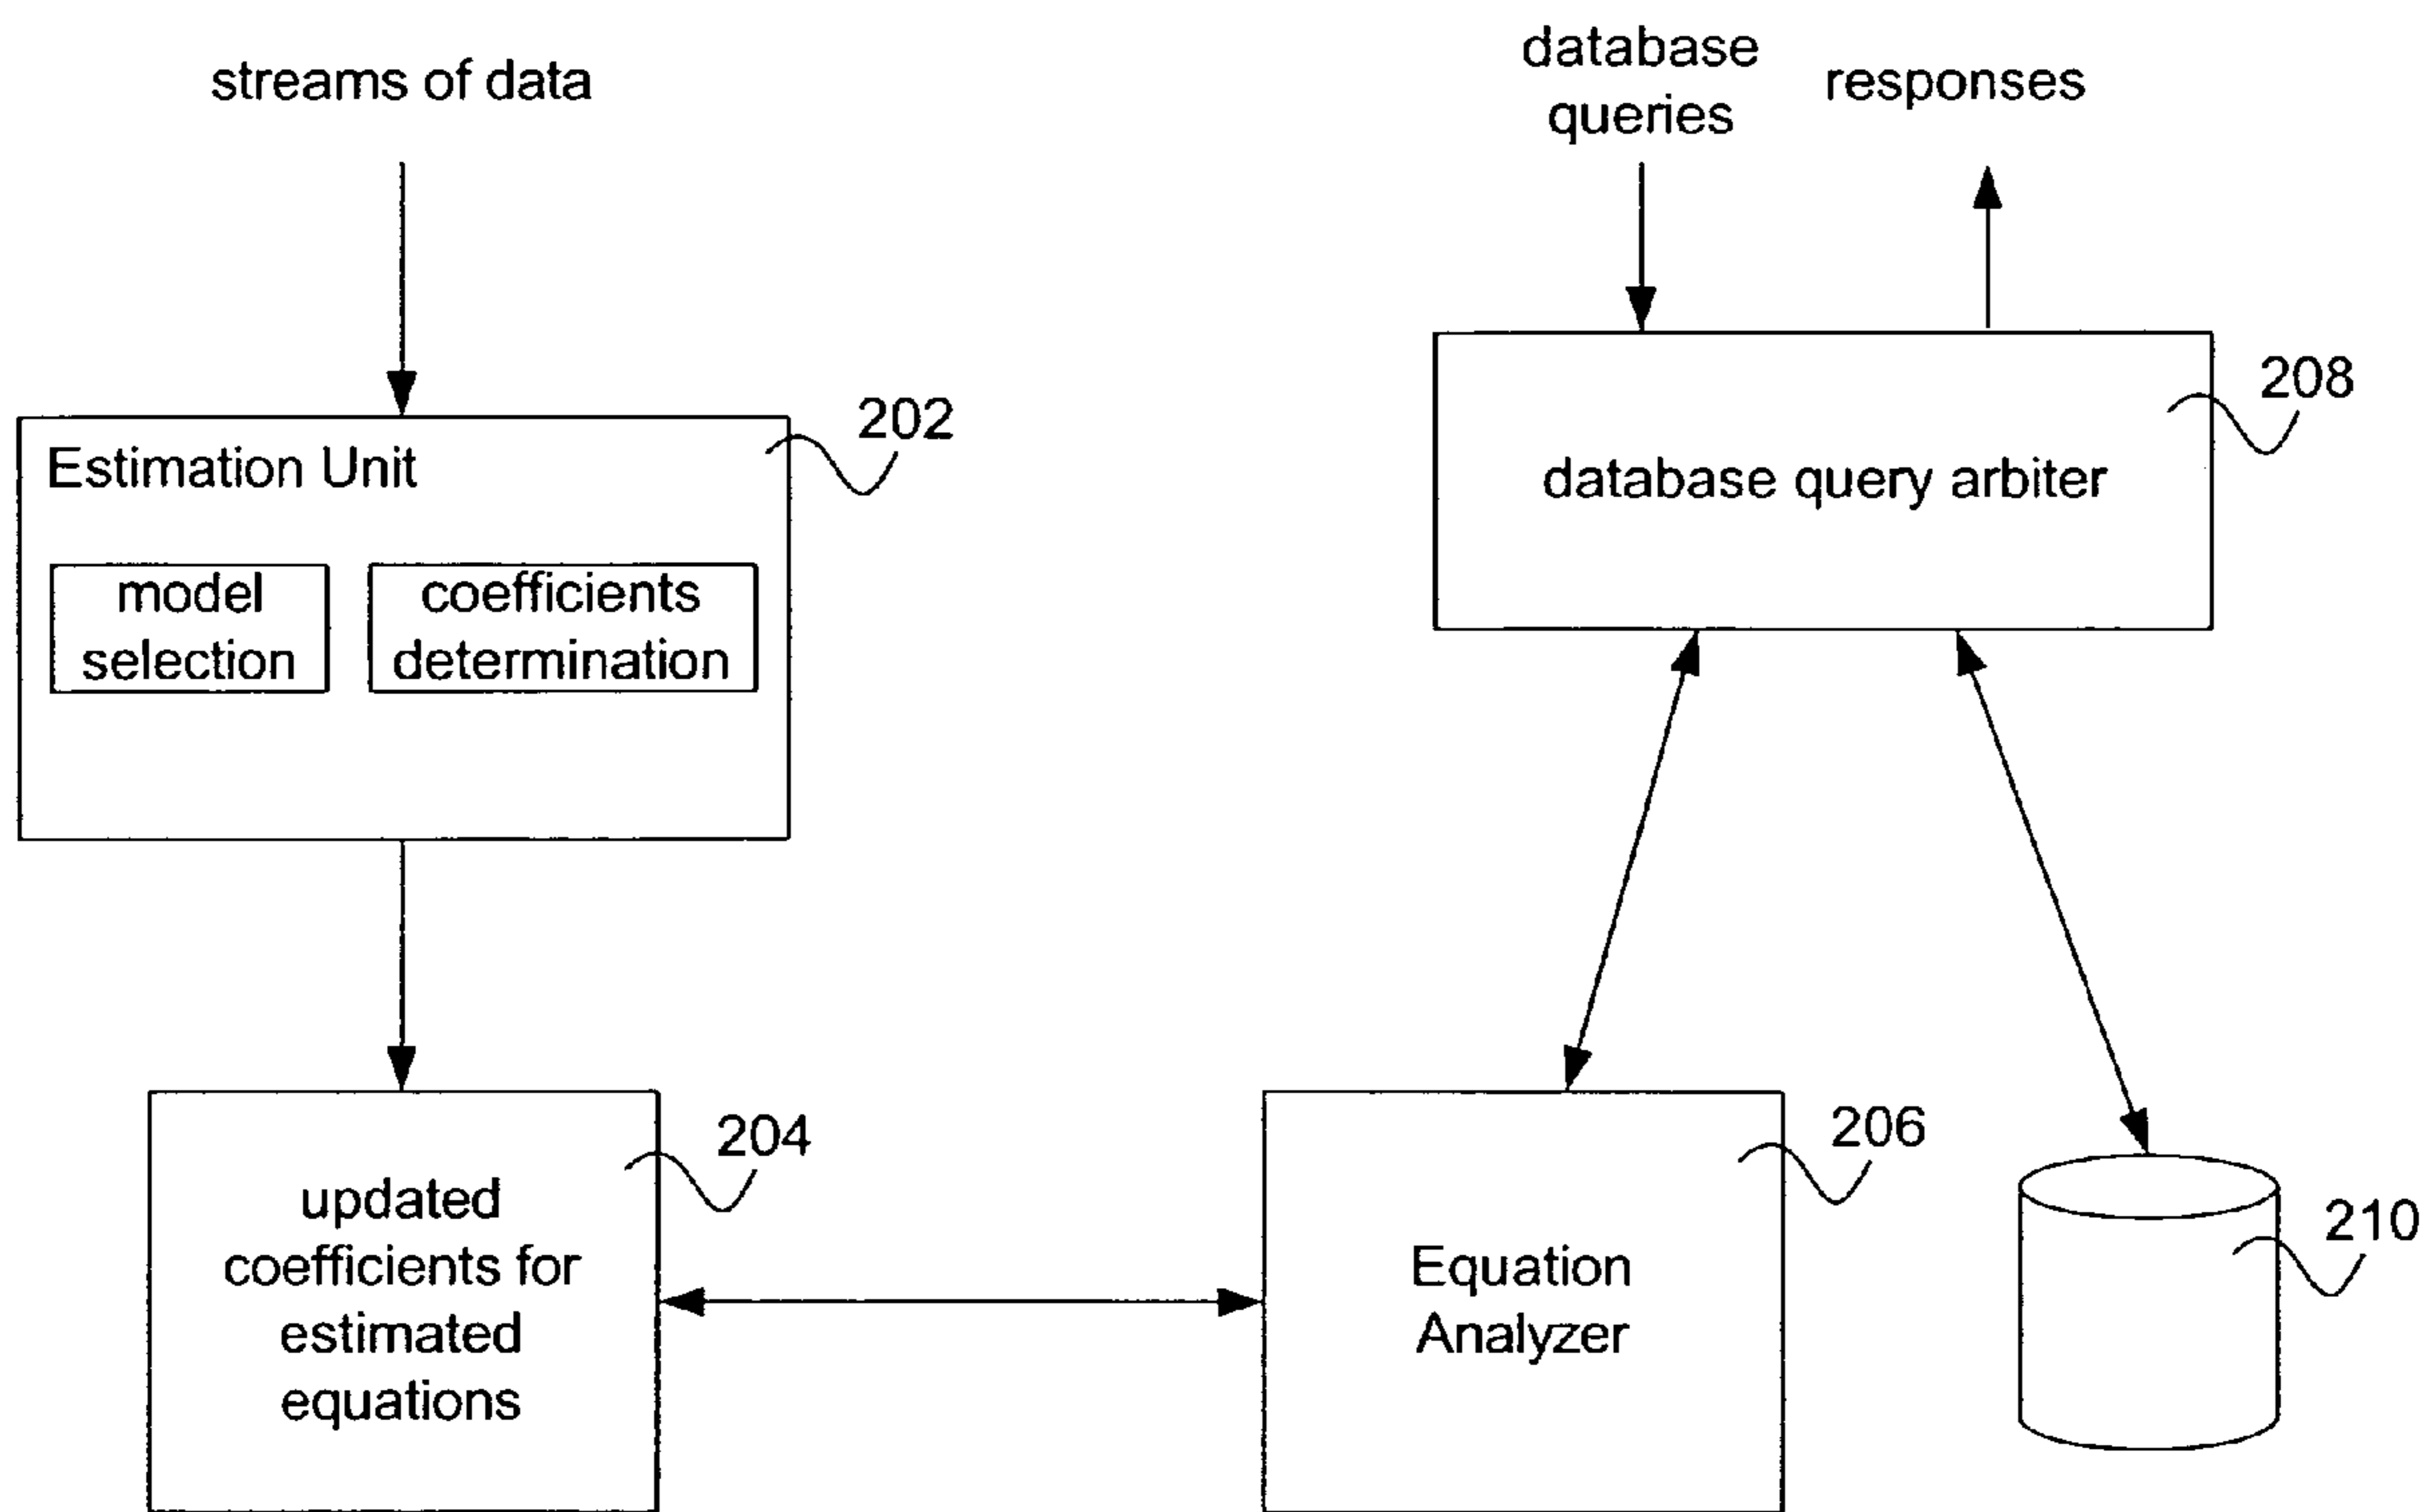 streams of data
database
queries
responses
202
Estimation Unit
model
selection
coefficients
determination
208
database query arbiter
204
updated
coefficients for
estimated
equations
206
Equation
Analyzer
210